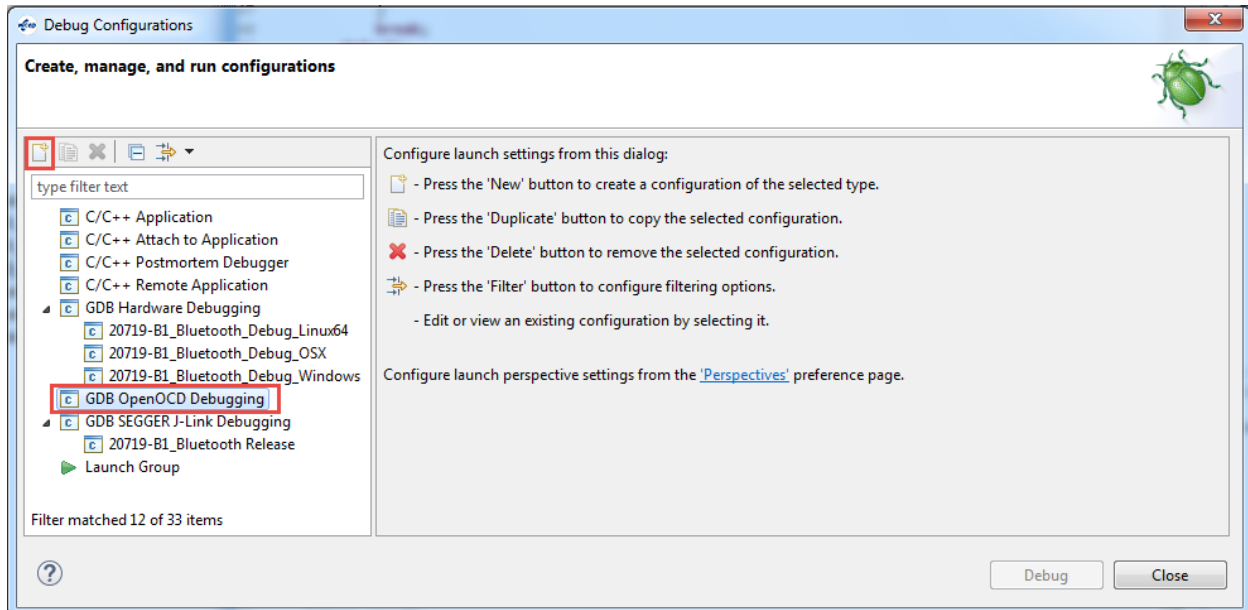 Debug Configurations
Create, manage, and run configurations
type filter text
C/C++ Application
C/C++ Attach to Application
C/C++ Postmortem Debugger
C/C++ Remote Application
GDB Hardware Debugging
20719-B1_Bluetooth_Debug_Linux64
20719-B1_Bluetooth_Debug_OSX
20719-B1_Bluetooth_Debug_Windows
GDB OpenOCD Debugging
GDB SEGGER J-Link Debugging
20719-B1_Bluetooth Release
Launch Group
Filter matched 12 of 33 items
Configure launch settings from this dialog:
- Press the 'New' button to create a configuration of the selected type.
- Press the 'Duplicate' button to copy the selected configuration.
- Press the 'Delete' button to remove the selected configuration.
- Press the 'Filter' button to configure filtering options.
- Edit or view an existing configuration by selecting it.
Configure launch perspective settings from the 'Perspectives' preference page.
Debug
Close